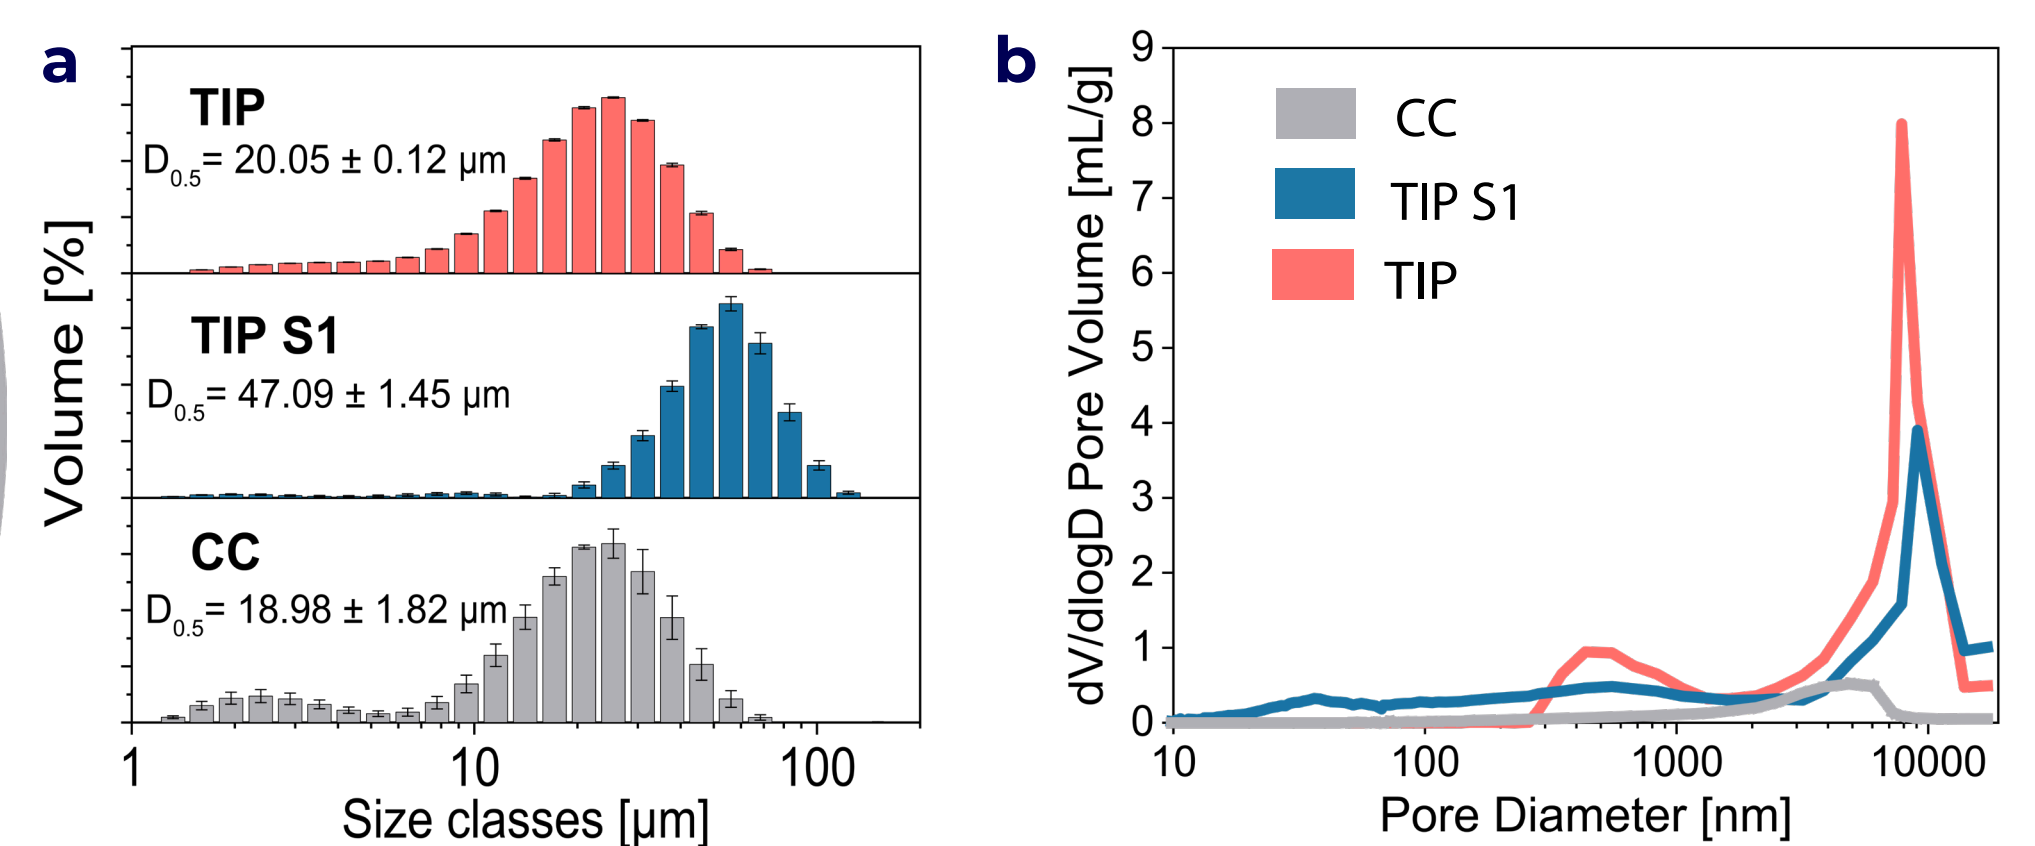 a
TIP
D0.5= 20.05 ± 0.12 µm
TIP S1
D0.5= 47.09 ± 1.45 µm
CC
D0.5= 18.98 ± 1.82 µm
Volume [%]
1 10 100
Size classes [µm]
b
9
8
7
6
5
4
3
2
1
0
dV/dlogD Pore Volume [mL/g]
CC
TIP S1
TIP
10 100 1000 10000
Pore Diameter [nm]